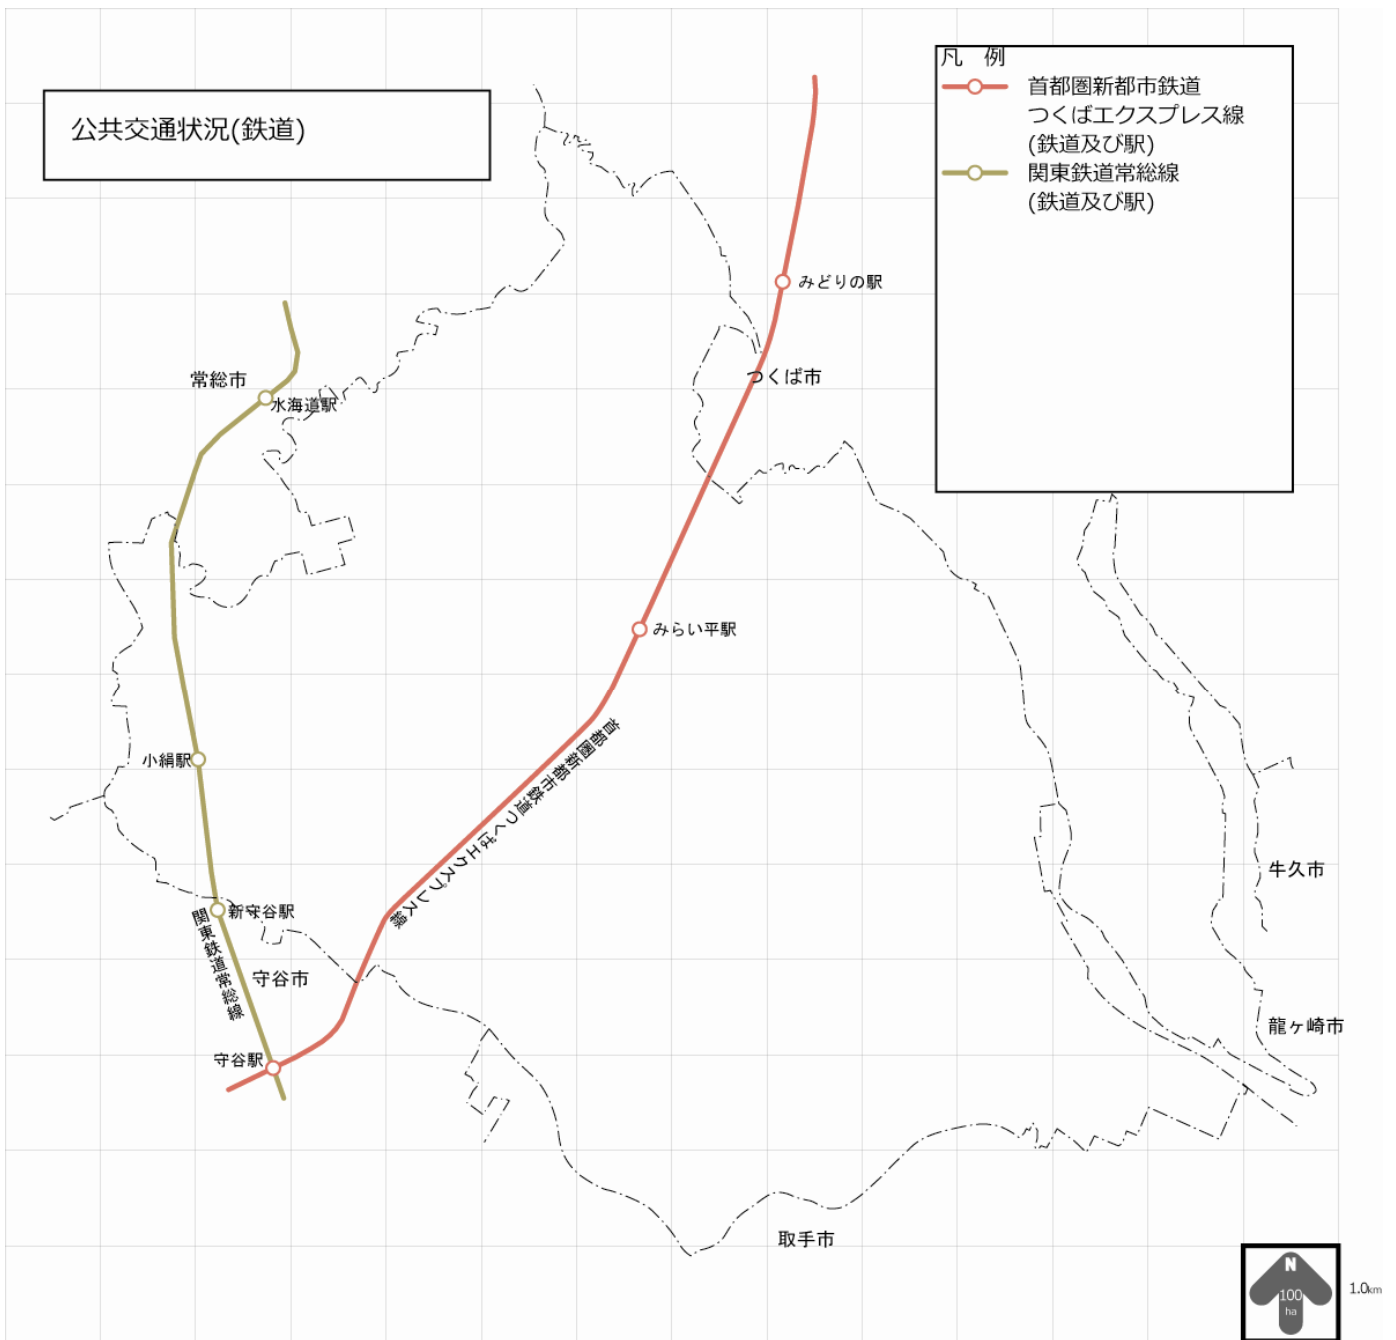 公共交通状況(鉄道)
凡 例
首都圏新都市鉄道
つくばエクスプレス線
(鉄道及び駅)
関東鉄道常総線
(鉄道及び駅)
みどりの駅
つくば市
常総市
水海道駅
みらい平駅
首都圏新都市鉄道つくばエクスプレス線
小絹駅
牛久市
新守谷駅
関東鉄道常総線
守谷市
龍ヶ崎市
守谷駅
取手市
N
100
ha
1.0km